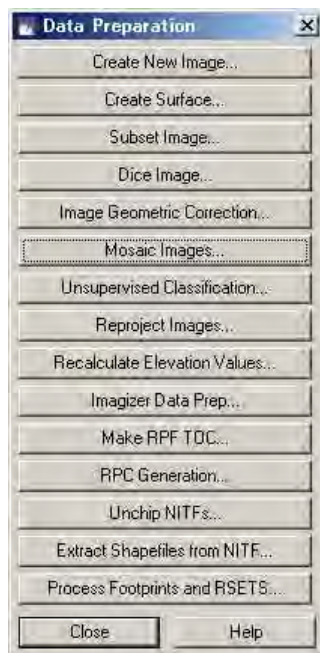 Data Preparation
Create New Image...
Create Surface...
Subset Image...
Dice Image...
Image Geometric Correction...
Mosaic Images...
Unsupervised Classification...
Reproject Images...
Recalculate Elevation Values...
Imagizer Data Prep...
Make RPF TOC...
RPC Generation...
Unchip NITFs...
Extract Shapefiles from NITF...
Process Footprints and RSETS...
Close Help